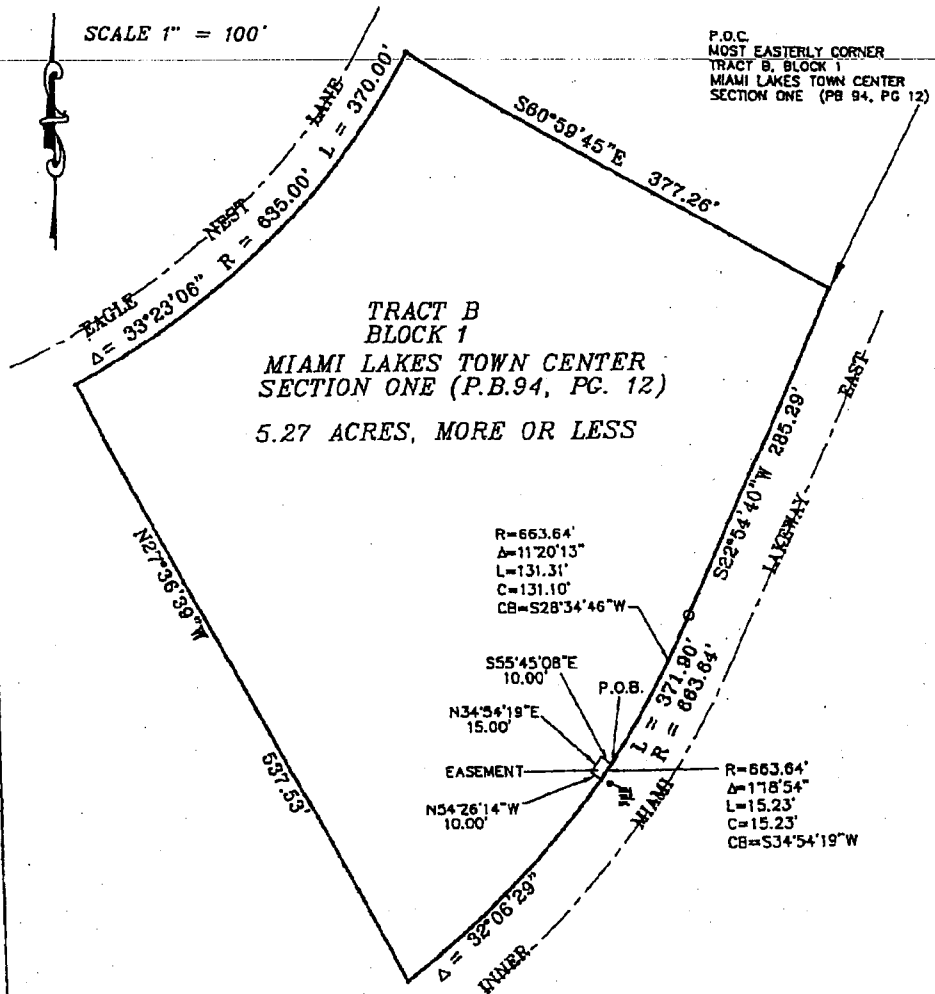 SCALE 1" = 100'
P.O.C.
MOST EASTERLY CORNER
TRACT B, BLOCK 1
MIAMI LAKES TOWN CENTER
SECTION ONE (PB 94, PG 12)
EAGLE NEST LANE
Δ= 33°23'06" R = 635.00' L = 370.00'
S60°59'45"E 377.26'
TRACT B
BLOCK 1
MIAMI LAKES TOWN CENTER
SECTION ONE (P.B.94, PG. 12)
5.27 ACRES, MORE OR LESS
S22°54'40"W 285.29'
N27°36'39"W 537.53'
R=663.64'
Δ=11°20'13"
L=131.31'
C=131.10'
CB=S28°34'46"W
S55°45'08"E
10.00'
P.O.B.
N34°54'19"E
15.00'
EASEMENT
N54°26'14"W
10.00'
L = 371.90'
R = 663.64'
Δ = 32°06'29"
R=663.64'
Δ=1°18'54"
L=15.23'
C=15.23'
CB=S34°54'19"W
INNER MIAMI LAKEWAY EAST